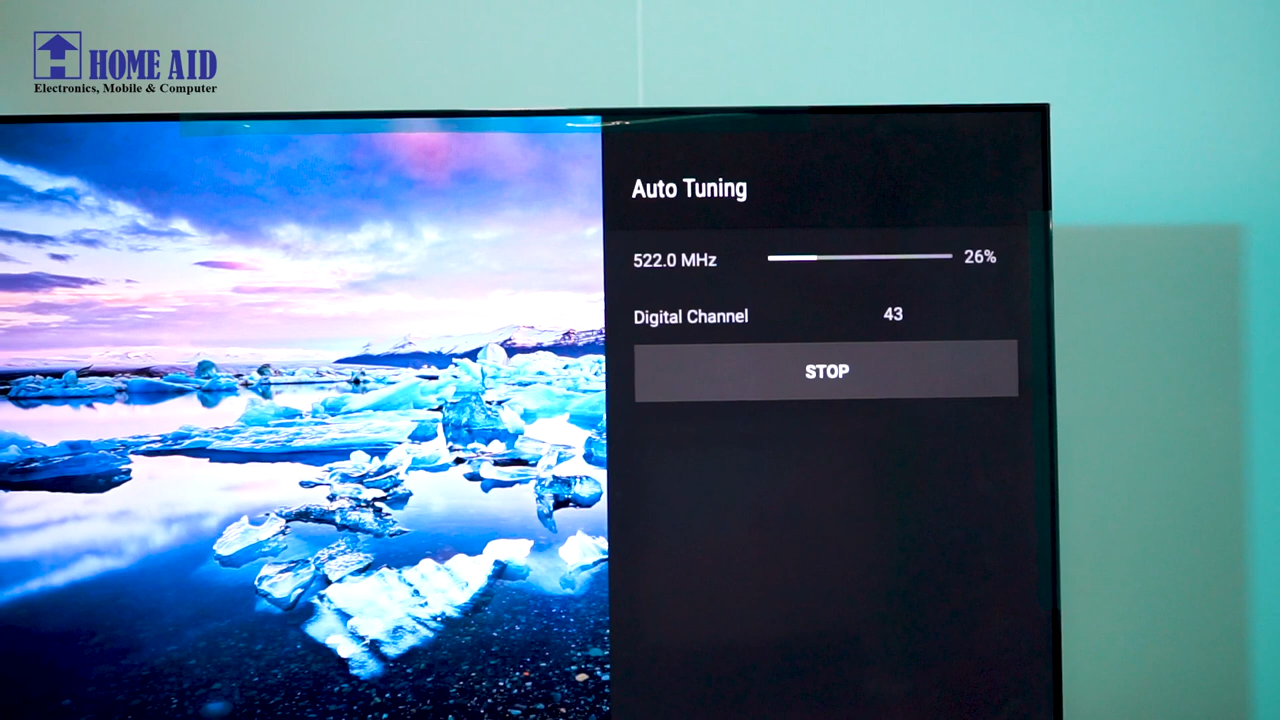 HOME AID
Electronics, Mobile & Computer
Auto Tuning
522.0 MHz 26%
Digital Channel 43
STOP